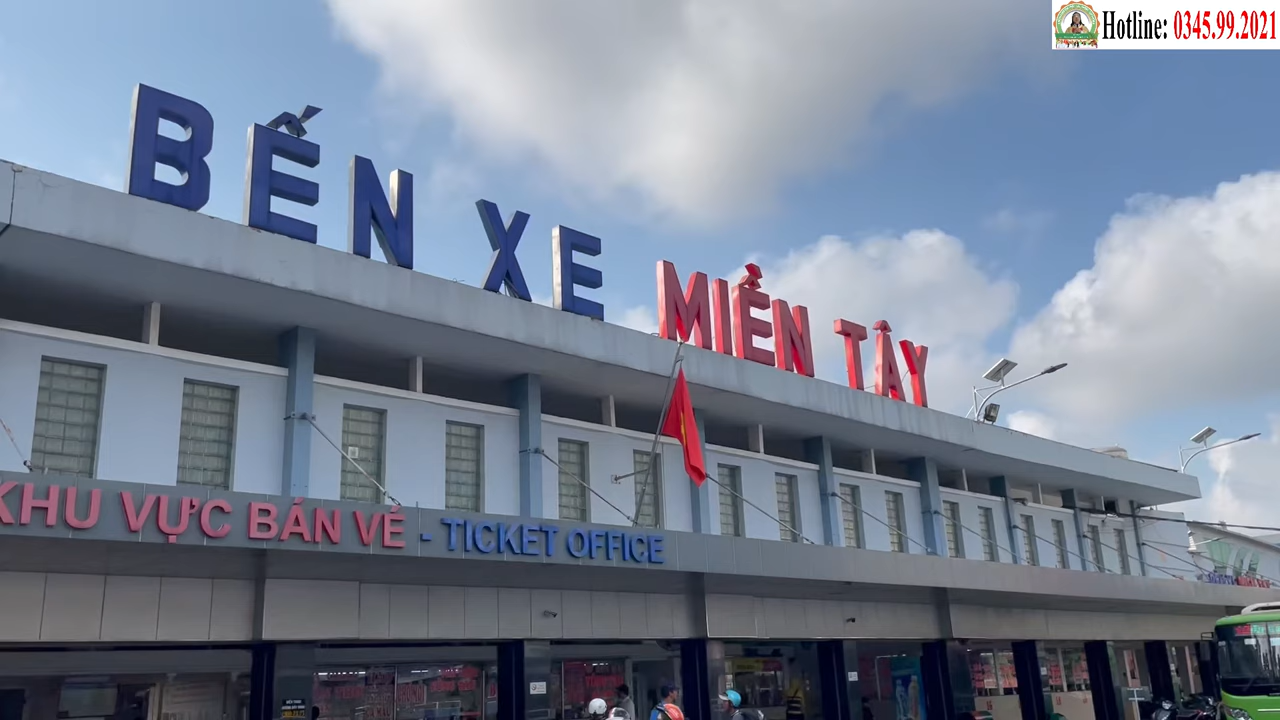 Hotline: 0345.99.2021
BẾN XE MIỀN TÂY
KHU VỰC BÁN VÉ - TICKET OFFICE